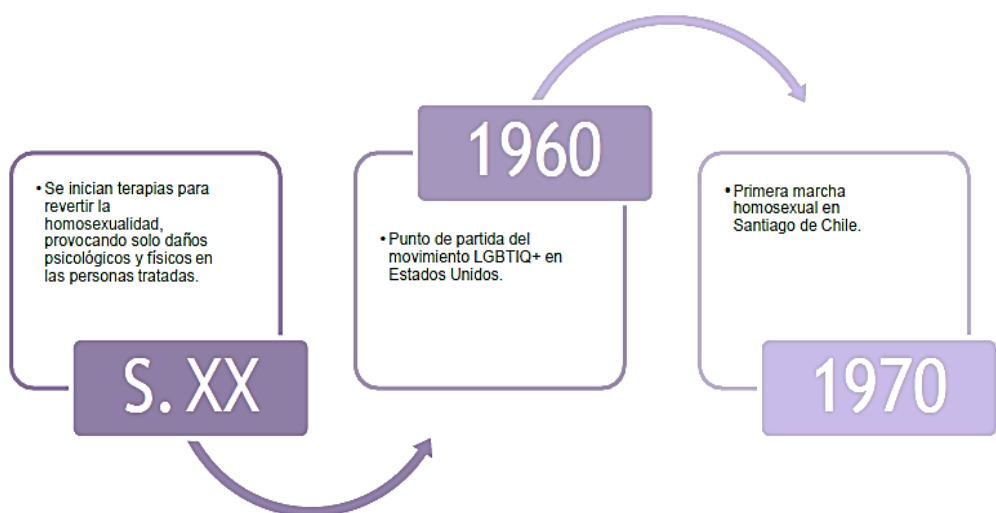 • Se inician terapias para
revertir la
homosexualidad,
provocando solo daños
psicológicos y físicos en
las personas tratadas.
S. XX
1960
• Punto de partida del
movimiento LGBTIQ+ en
Estados Unidos.
• Primera marcha
homosexual en
Santiago de Chile.
1970